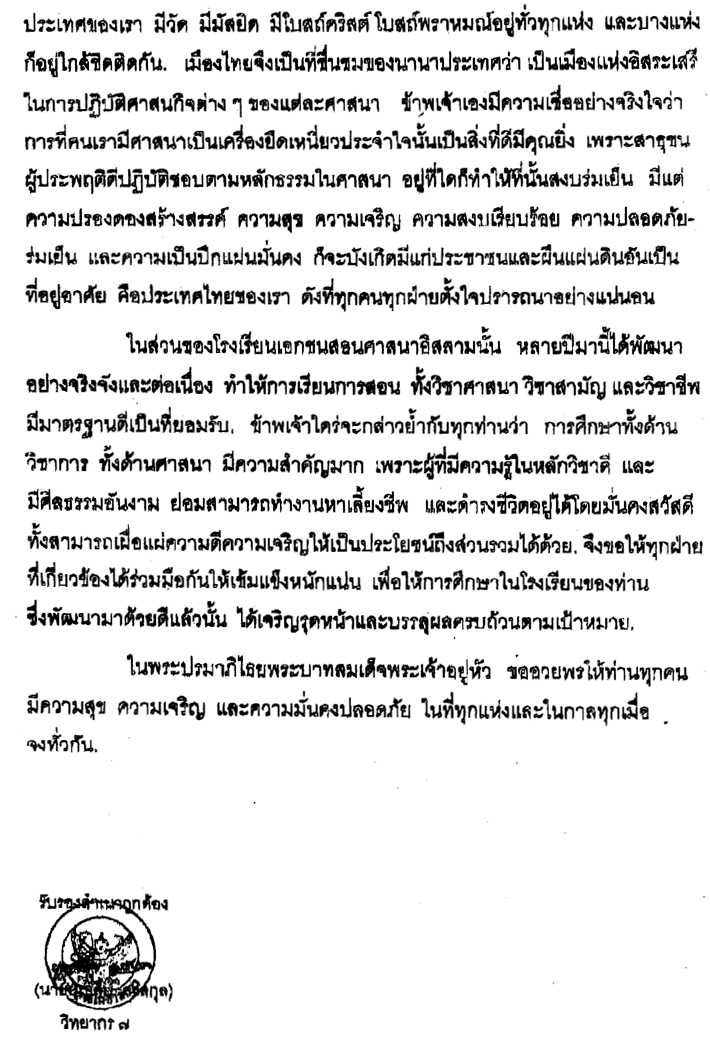 ประเทศของเรา มีวัด มีมัสยิด มีโบสถ์คริสต์ โบสถ์พราหมณ์อยู่ทั่วทุกแห่ง และบางแห่ง
ก็อยู่ใกล้ชิดติดกัน. เมืองไทยจึงเป็นที่ชื่นชมของนานาประเทศว่า เป็นเมืองแห่งอิสระเสรี
ในการปฏิบัติศาสนกิจต่าง ๆ ของแต่ละศาสนา ข้าพเจ้าเองมีความเชื่ออย่างจริงใจว่า
การที่คนเรามีศาสนาเป็นเครื่องยึดเหนี่ยวประจำใจนั้นเป็นสิ่งที่ดีมีคุณยิ่ง เพราะสาธุชน
ผู้ประพฤติดีปฏิบัติชอบตามหลักธรรมในศาสนา อยู่ที่ใดก็ทำให้ที่นั้นสงบร่มเย็น มีแต่
ความปรองดองสร้างสรรค์ ความสุข ความเจริญ ความสงบเรียบร้อย ความปลอดภัย-
ร่มเย็น และความเป็นปึกแผ่นมั่นคง ก็จะบังเกิดมีแก่ประชาชนและผืนแผ่นดินอันเป็น
ที่อยู่อาศัย คือประเทศไทยของเรา ดังที่ทุกคนทุกฝ่ายตั้งใจปรารถนาอย่างแน่นอน
ในส่วนของโรงเรียนเอกชนสอนศาสนาอิสลามนั้น หลายปีมานี้ได้พัฒนา
อย่างจริงจังและต่อเนื่อง ทำให้การเรียนการสอน ทั้งวิชาศาสนา วิชาสามัญ และวิชาชีพ
มีมาตรฐานดีเป็นที่ยอมรับ. ข้าพเจ้าใคร่จะกล่าวย้ำกับทุกท่านว่า การศึกษาทั้งด้าน
วิชาการ ทั้งด้านศาสนา มีความสำคัญมาก เพราะผู้ที่มีความรู้ในหลักวิชาดี และ
มีศีลธรรมอันงาม ย่อมสามารถทำงานหาเลี้ยงชีพ และดำรงชีวิตอยู่ได้โดยมั่นคงสวัสดี
ทั้งสามารถเผื่อแผ่ความดีความเจริญให้เป็นประโยชน์ถึงส่วนรวมได้ด้วย. จึงขอให้ทุกฝ่าย
ที่เกี่ยวข้องได้ร่วมมือกันให้เข้มแข็งหนักแน่น เพื่อให้การศึกษาในโรงเรียนของท่าน
ซึ่งพัฒนามาด้วยดีแล้วนั้น ได้เจริญรุดหน้าและบรรลุผลครบถ้วนตามเป้าหมาย.
ในพระปรมาภิไธยพระบาทสมเด็จพระเจ้าอยู่หัว ขออวยพรให้ท่านทุกคน
มีความสุข ความเจริญ และความมั่นคงปลอดภัย ในที่ทุกแห่งและในกาลทุกเมื่อ
จงทั่วกัน.
รับรองสำเนาถูกต้อง
วิทยากร ๗